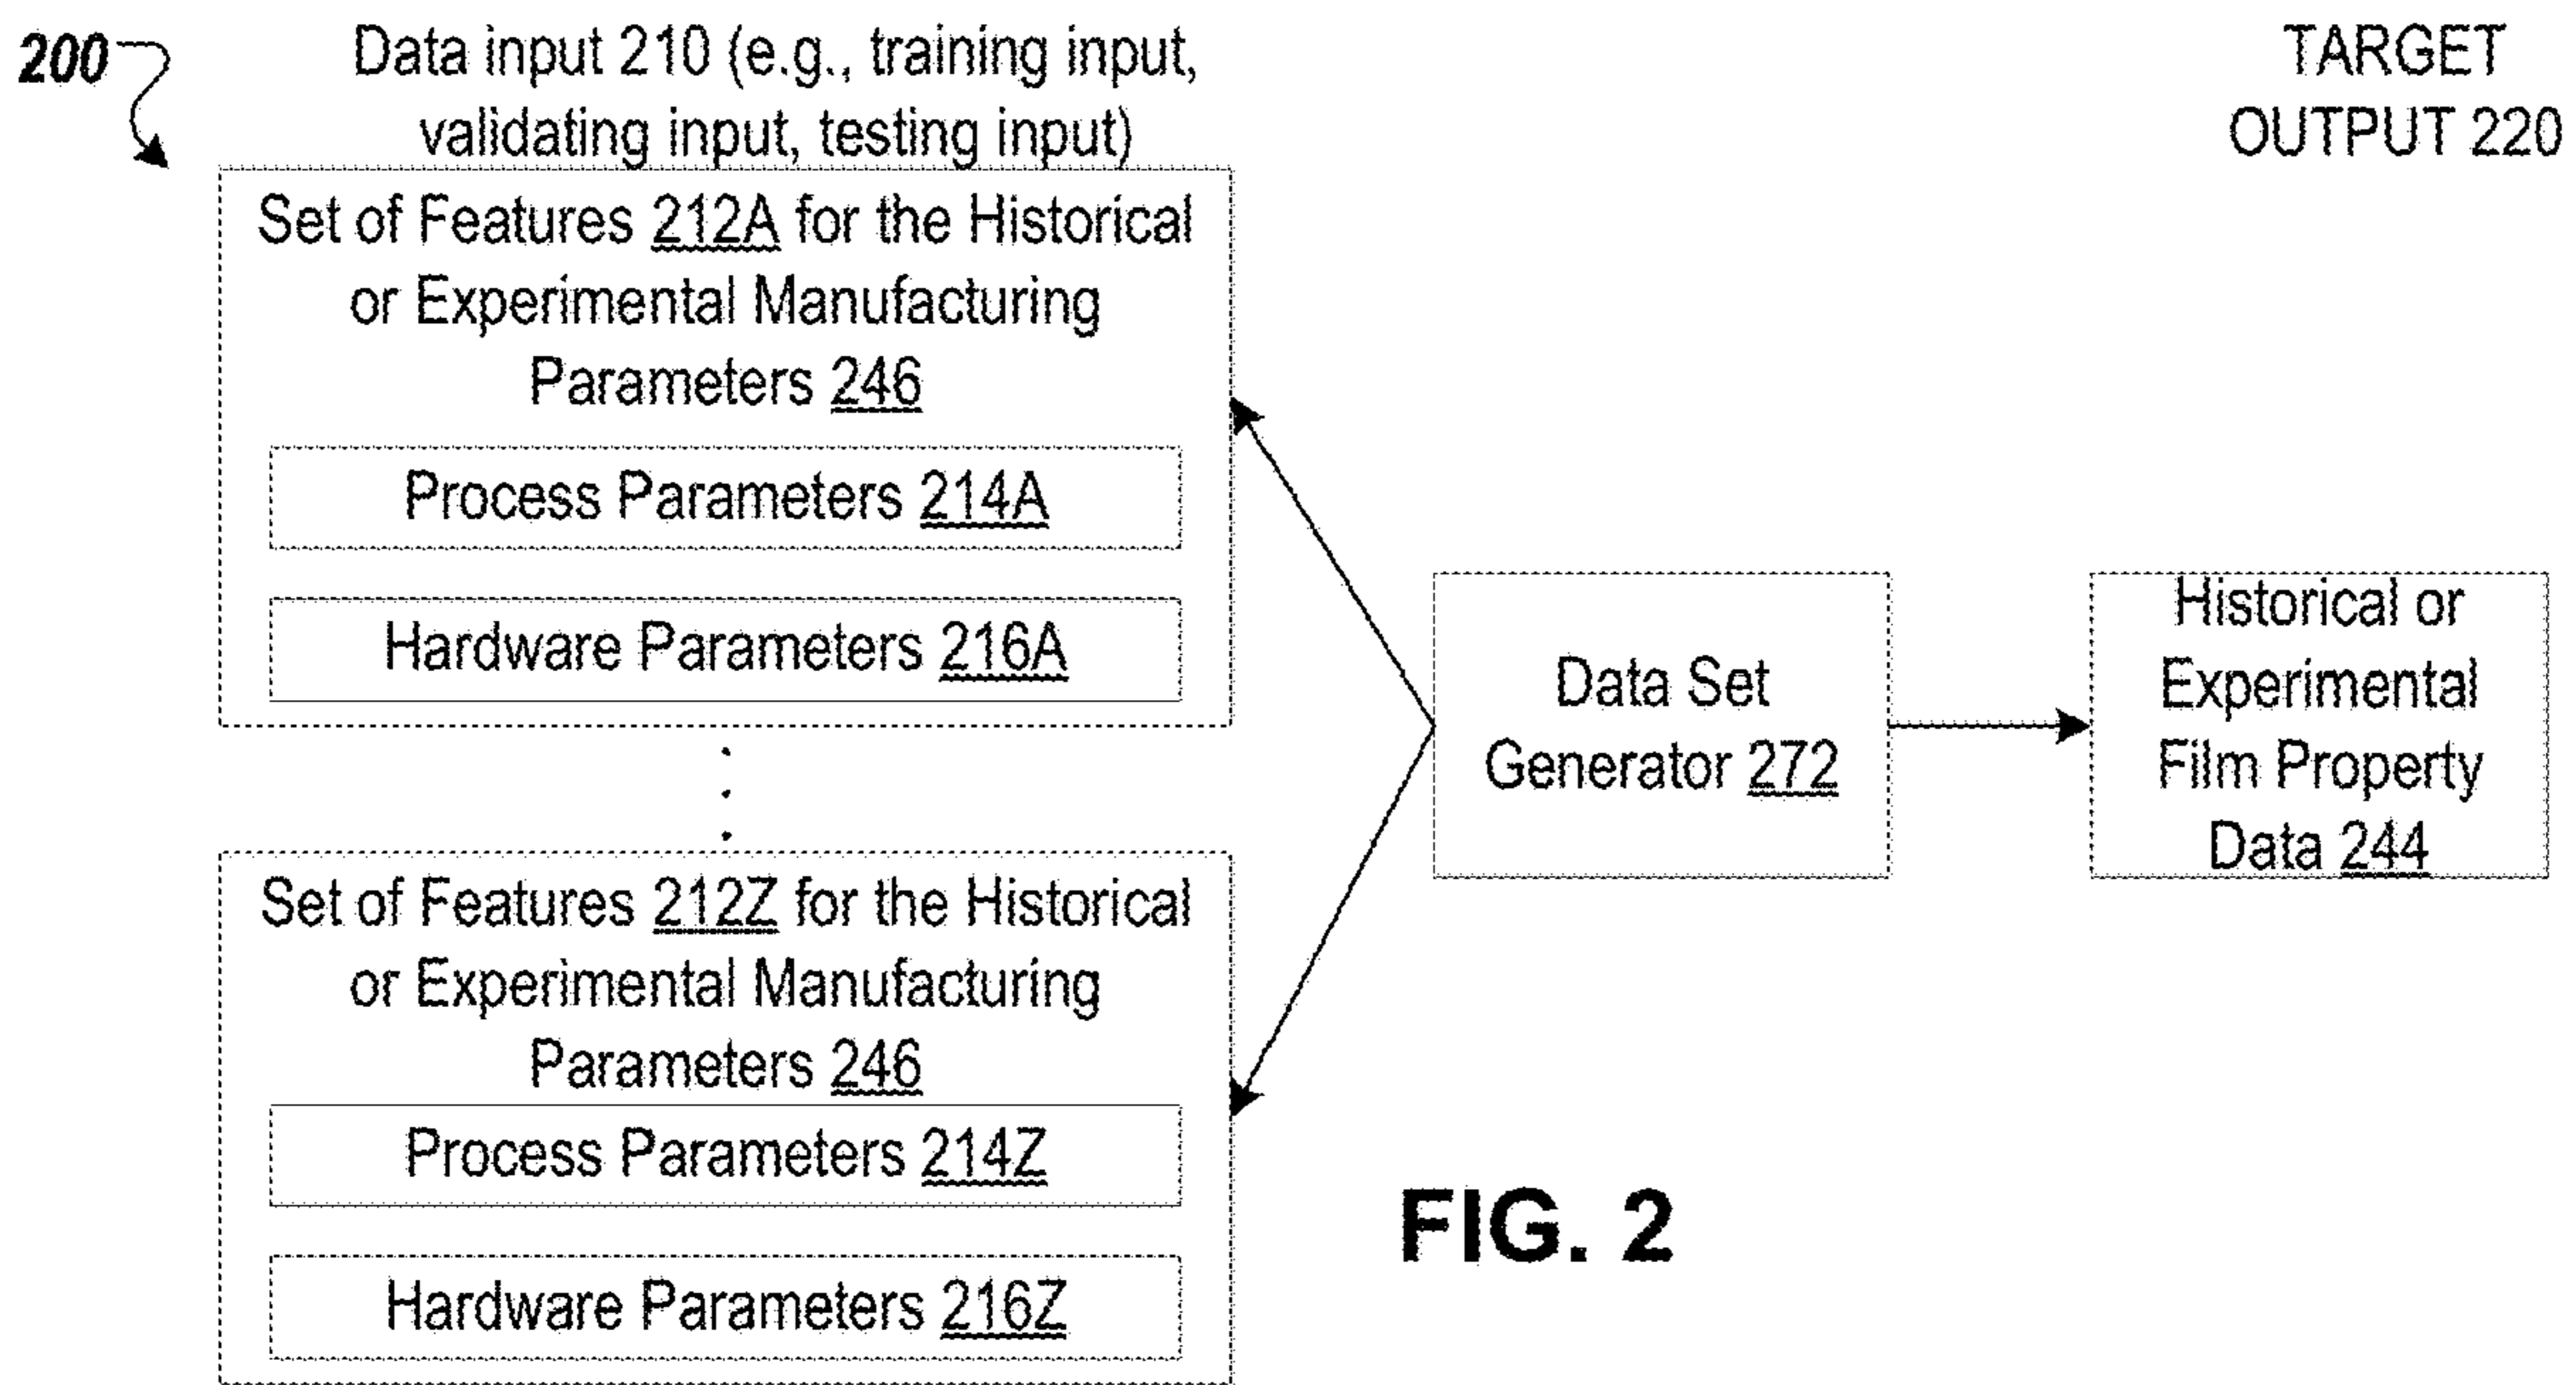 200
Data input 210 (e.g., training input,
validating input, testing input)
TARGET
OUTPUT 220
Set of Features 212A for the Historical
or Experimental Manufacturing
Parameters 246
Process Parameters 214A
Hardware Parameters 216A
Data Set
Generator 272
Historical or
Experimental
Film Property
Data 244
Set of Features 212Z for the Historical
or Experimental Manufacturing
Parameters 246
Process Parameters 214Z
Hardware Parameters 216Z
FIG. 2